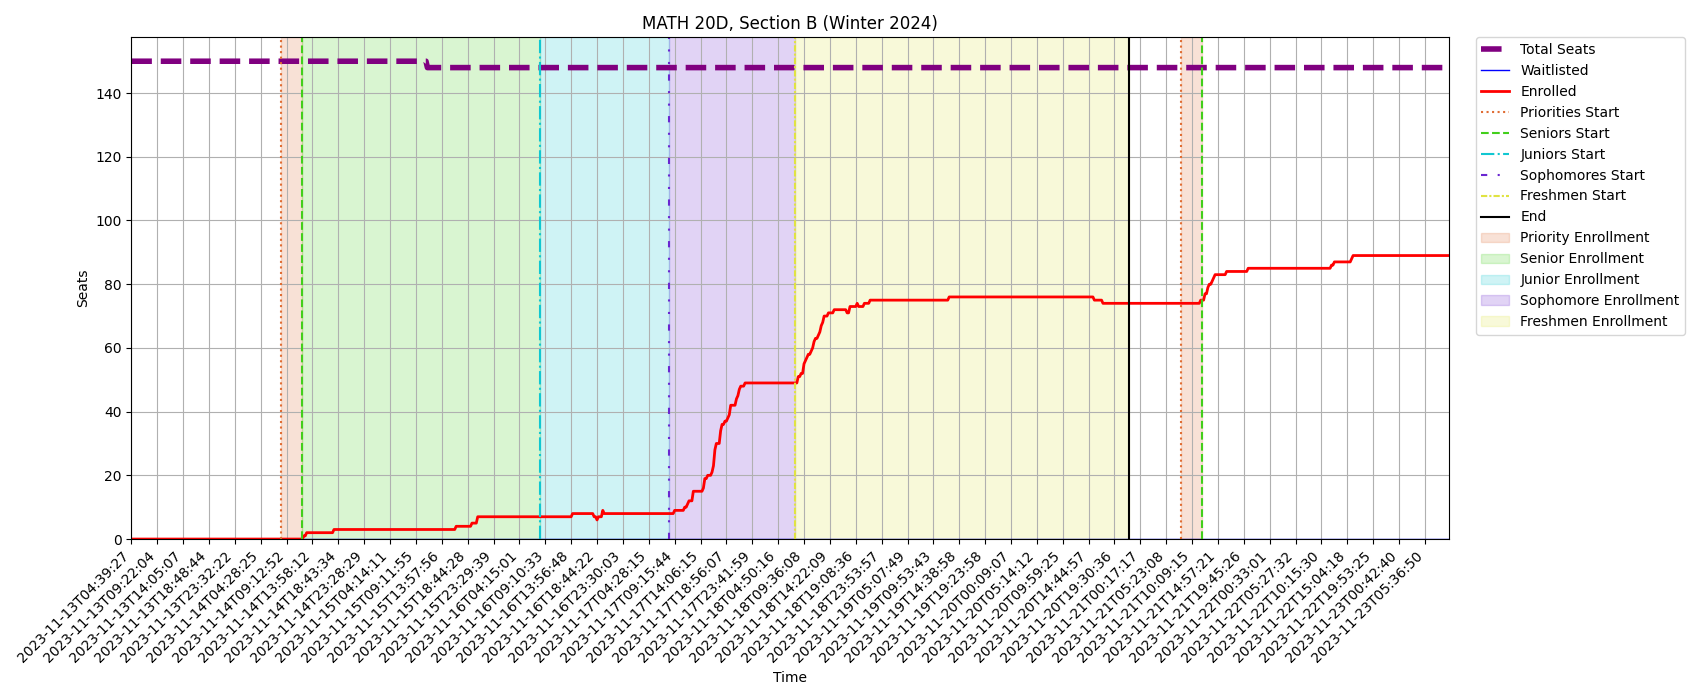 MATH 20D, Section B (Winter 2024)
Seats
140
120
100
80
60
40
20
0
2023-11-13T04:39:27
2023-11-13T09:22:04
2023-11-13T14:05:07
2023-11-13T18:48:44
2023-11-13T23:32:22
2023-11-14T04:28:25
2023-11-14T09:12:52
2023-11-14T13:58:12
2023-11-14T18:43:34
2023-11-14T23:28:29
2023-11-15T04:14:11
2023-11-15T09:11:55
2023-11-15T13:57:56
2023-11-15T18:44:28
2023-11-15T23:29:39
2023-11-16T04:15:01
2023-11-16T09:10:33
2023-11-16T13:56:48
2023-11-16T18:44:22
2023-11-16T23:30:03
2023-11-17T04:28:15
2023-11-17T09:15:44
2023-11-17T14:06:15
2023-11-17T18:56:07
2023-11-17T23:41:59
2023-11-18T04:50:16
2023-11-18T09:36:08
2023-11-18T14:22:09
2023-11-18T19:08:36
2023-11-18T23:53:57
2023-11-19T05:07:49
2023-11-19T09:53:43
2023-11-19T14:38:58
2023-11-19T19:23:58
2023-11-20T00:09:07
2023-11-20T05:14:12
2023-11-20T09:59:25
2023-11-20T14:44:57
2023-11-20T19:30:36
2023-11-21T00:17:17
2023-11-21T05:23:08
2023-11-21T10:09:15
2023-11-21T14:57:21
2023-11-21T19:45:26
2023-11-22T00:33:01
2023-11-22T05:27:32
2023-11-22T10:15:30
2023-11-22T15:04:18
2023-11-22T19:53:25
2023-11-23T00:42:40
2023-11-23T05:36:50
Time
Total Seats
Waitlisted
Enrolled
Priorities Start
Seniors Start
Juniors Start
Sophomores Start
Freshmen Start
End
Priority Enrollment
Senior Enrollment
Junior Enrollment
Sophomore Enrollment
Freshmen Enrollment